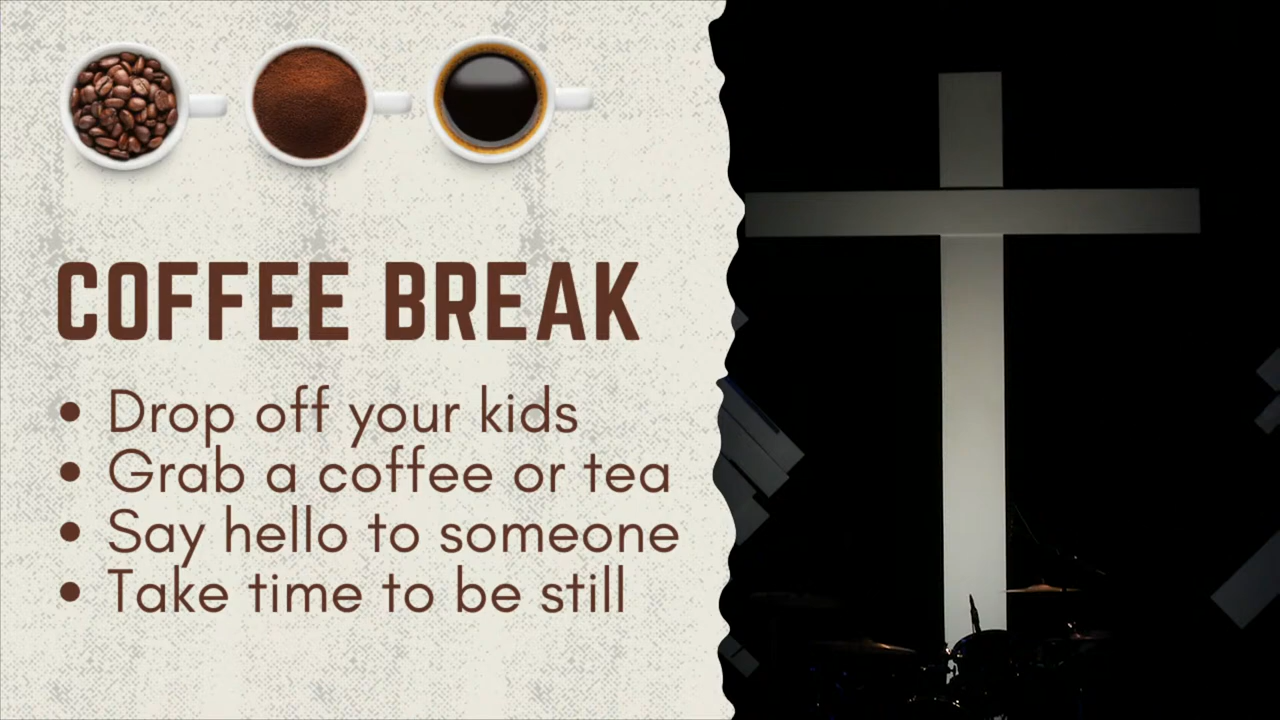 COFFEE BREAK
• Drop off your kids
• Grab a coffee or tea
• Say hello to someone
• Take time to be still